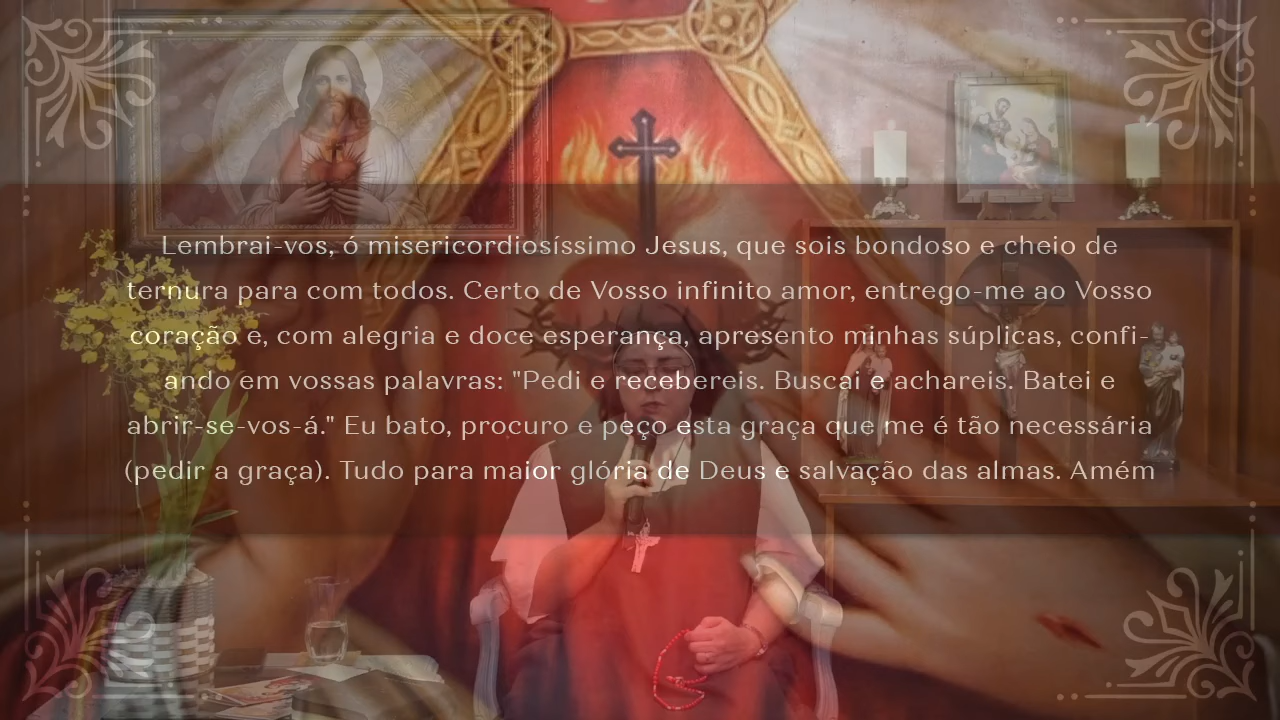 Lembrai-vos, ó misericordiosíssimo Jesus, que sois bondoso e cheio de
ternura para com todos. Certo de Vosso infinito amor, entrego-me ao Vosso
coração e, com alegria e doce esperança, apresento minhas súplicas, confi-
ando em vossas palavras: "Pedi e recebereis. Buscai e achareis. Batei e
abrir-se-vos-á." Eu bato, procuro e peço esta graça que me é tão necessária
(pedir a graça). Tudo para maior glória de Deus e salvação das almas. Amém